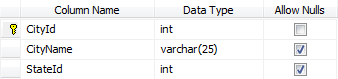 Column Name Data Type Allow Nulls
CityId int
CityName varchar(25)
StateId int